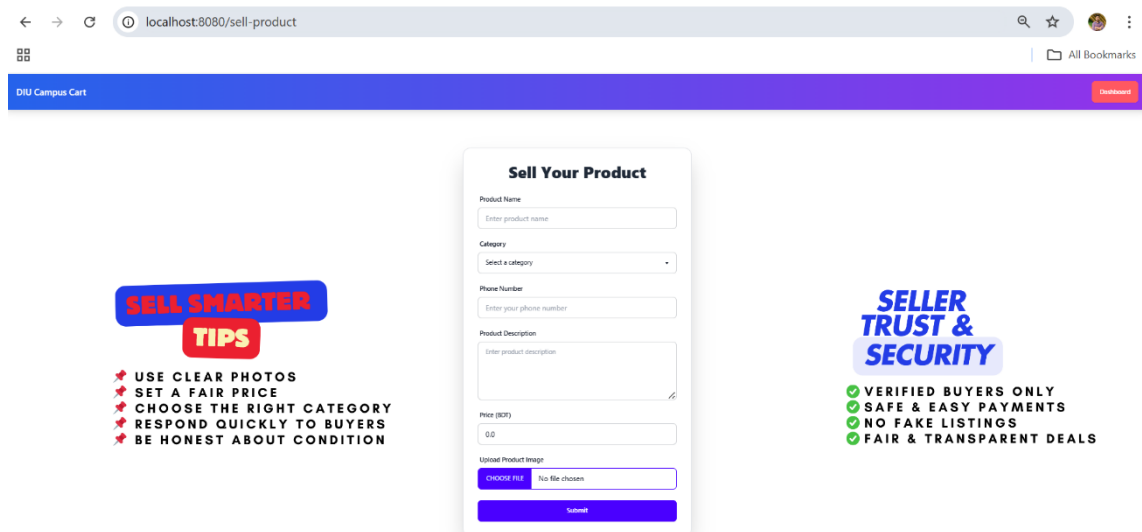 localhost:8080/sell-product
All Bookmarks
DIU Campus Cart
Dashboard
Sell Your Product
Product Name
Enter product name
Category
Select a category
Phone Number
Enter your phone number
Product Description
Enter product description
Price (BDT)
0.0
Upload Product Image
CHOOSE FILE No file chosen
Submit
SELL SMARTER
TIPS
USE CLEAR PHOTOS
SET A FAIR PRICE
CHOOSE THE RIGHT CATEGORY
RESPOND QUICKLY TO BUYERS
BE HONEST ABOUT CONDITION
SELLER
TRUST &
SECURITY
VERIFIED BUYERS ONLY
SAFE & EASY PAYMENTS
NO FAKE LISTINGS
FAIR & TRANSPARENT DEALS